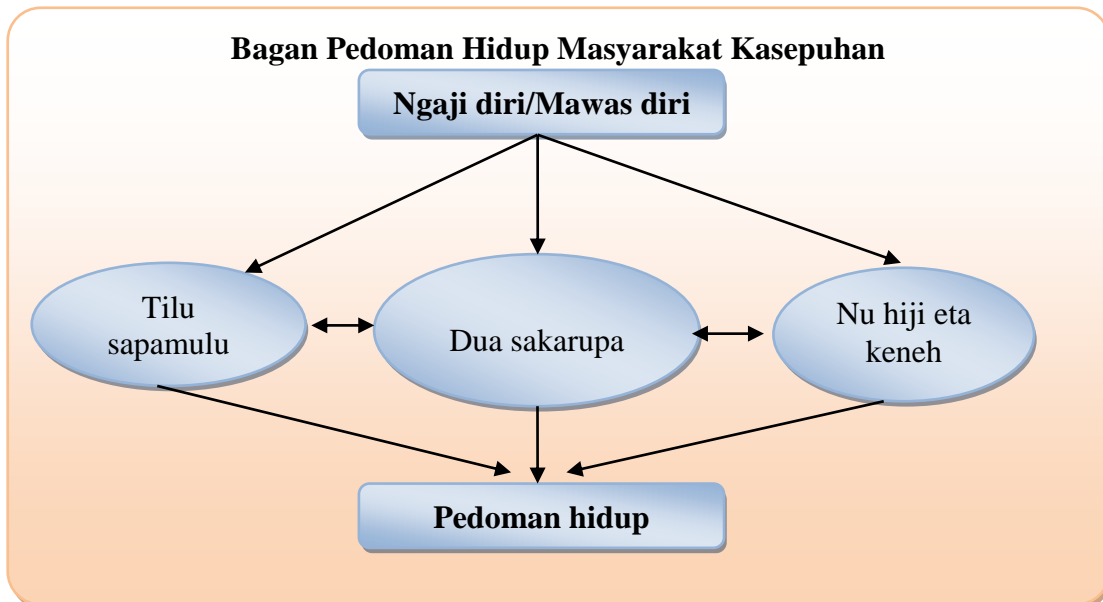 Bagan Pedoman Hidup Masyarakat Kasepuhan
Ngaji diri/Mawas diri
Tilu
sapamulu
Dua sakarupa
Nu hiji eta
keneh
Pedoman hidup